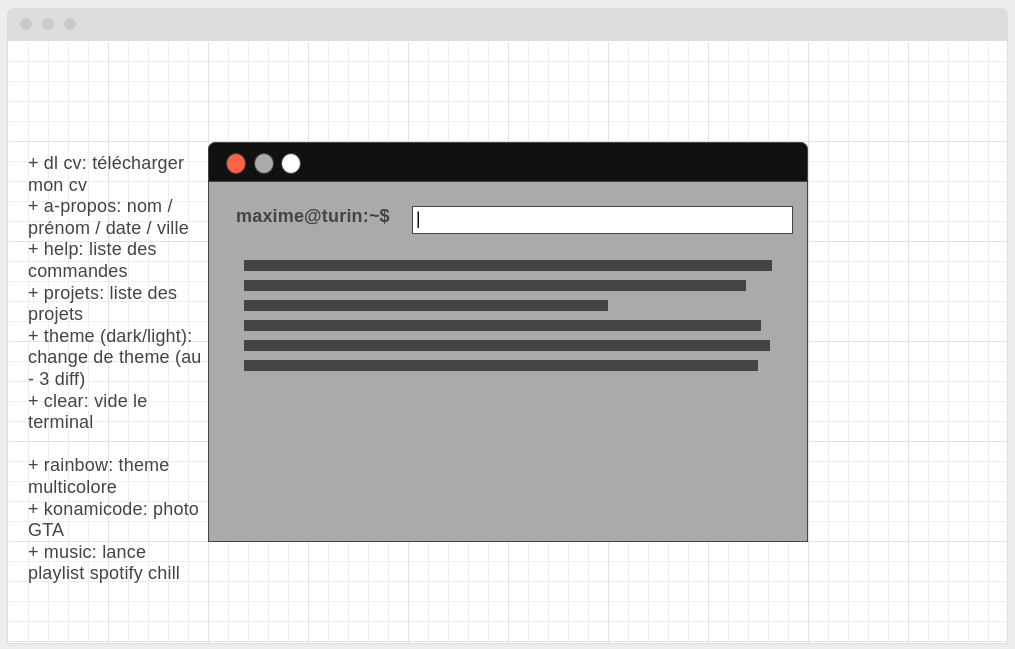 + dl cv: télécharger
mon cv
+ a-propos: nom /
prénom / date / ville
+ help: liste des
commandes
+ projets: liste des
projets
+ theme (dark/light):
change de theme (au
- 3 diff)
+ clear: vide le
terminal
+ rainbow: theme
multicolore
+ konamicode: photo
GTA
+ music: lance
playlist spotify chill
maxime@turin:~$